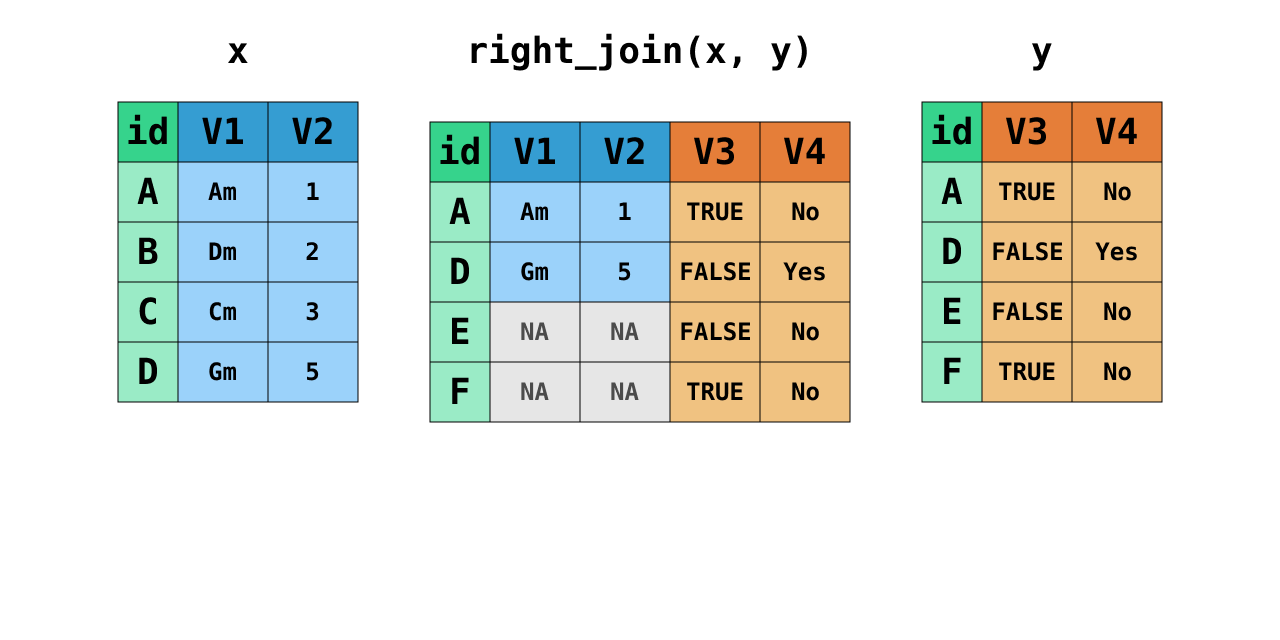 x
id V1 V2
A Am 1
B Dm 2
C Cm 3
D Gm 5
right_join(x, y)
id V1 V2 V3 V4
A Am 1 TRUE No
D Gm 5 FALSE Yes
E NA NA FALSE No
F NA NA TRUE No
y
id V3 V4
A TRUE No
D FALSE Yes
E FALSE No
F TRUE No